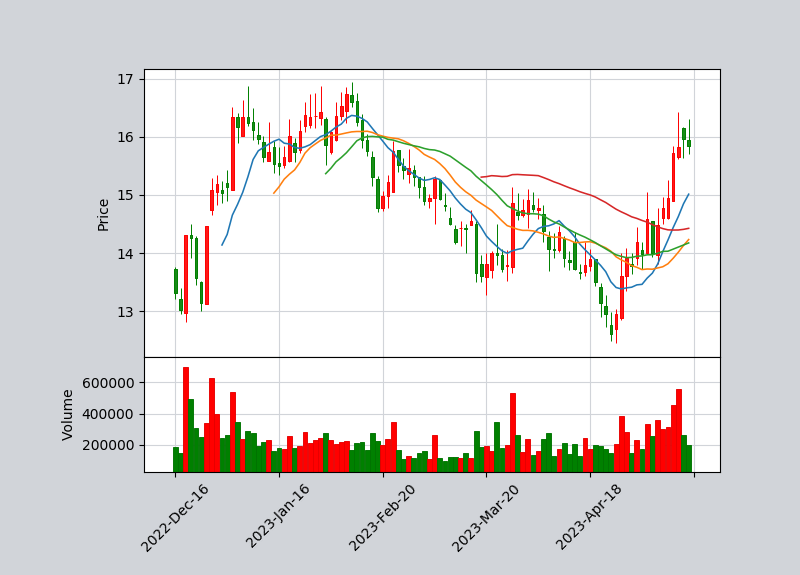 17
16
15
14
13
Price
600000
400000
200000
Volume
2022-Dec-16
2023-Jan-16
2023-Feb-20
2023-Mar-20
2023-Apr-18